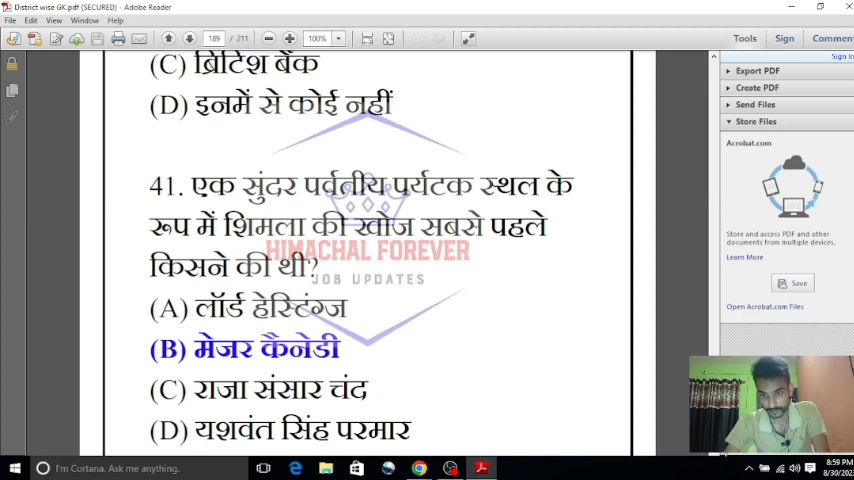 District wise GK.pdf (SECURED) - Adobe Reader
File Edit View Window Help
189 / 211 100% Tools Sign Comment
Sign In
(C) ब्रिटिश बैंक
(D) इनमें से कोई नहीं
41. एक सुंदर पर्वतीय पर्यटक स्थल के
रूप में शिमला की खोज सबसे पहले
किसने की थी?
(A) लॉर्ड हेस्टिंग्ज
(B) मेजर कैनेडी
(C) राजा संसार चंद
(D) यशवंत सिंह परमार
HIMACHAL FOREVER
JOB UPDATES
Export PDF
Create PDF
Send Files
Store Files
Acrobat.com
Store and access PDF and other
documents from multiple devices.
Learn More
Save
Open Acrobat.com Files
I'm Cortana. Ask me anything.
8:59 PM